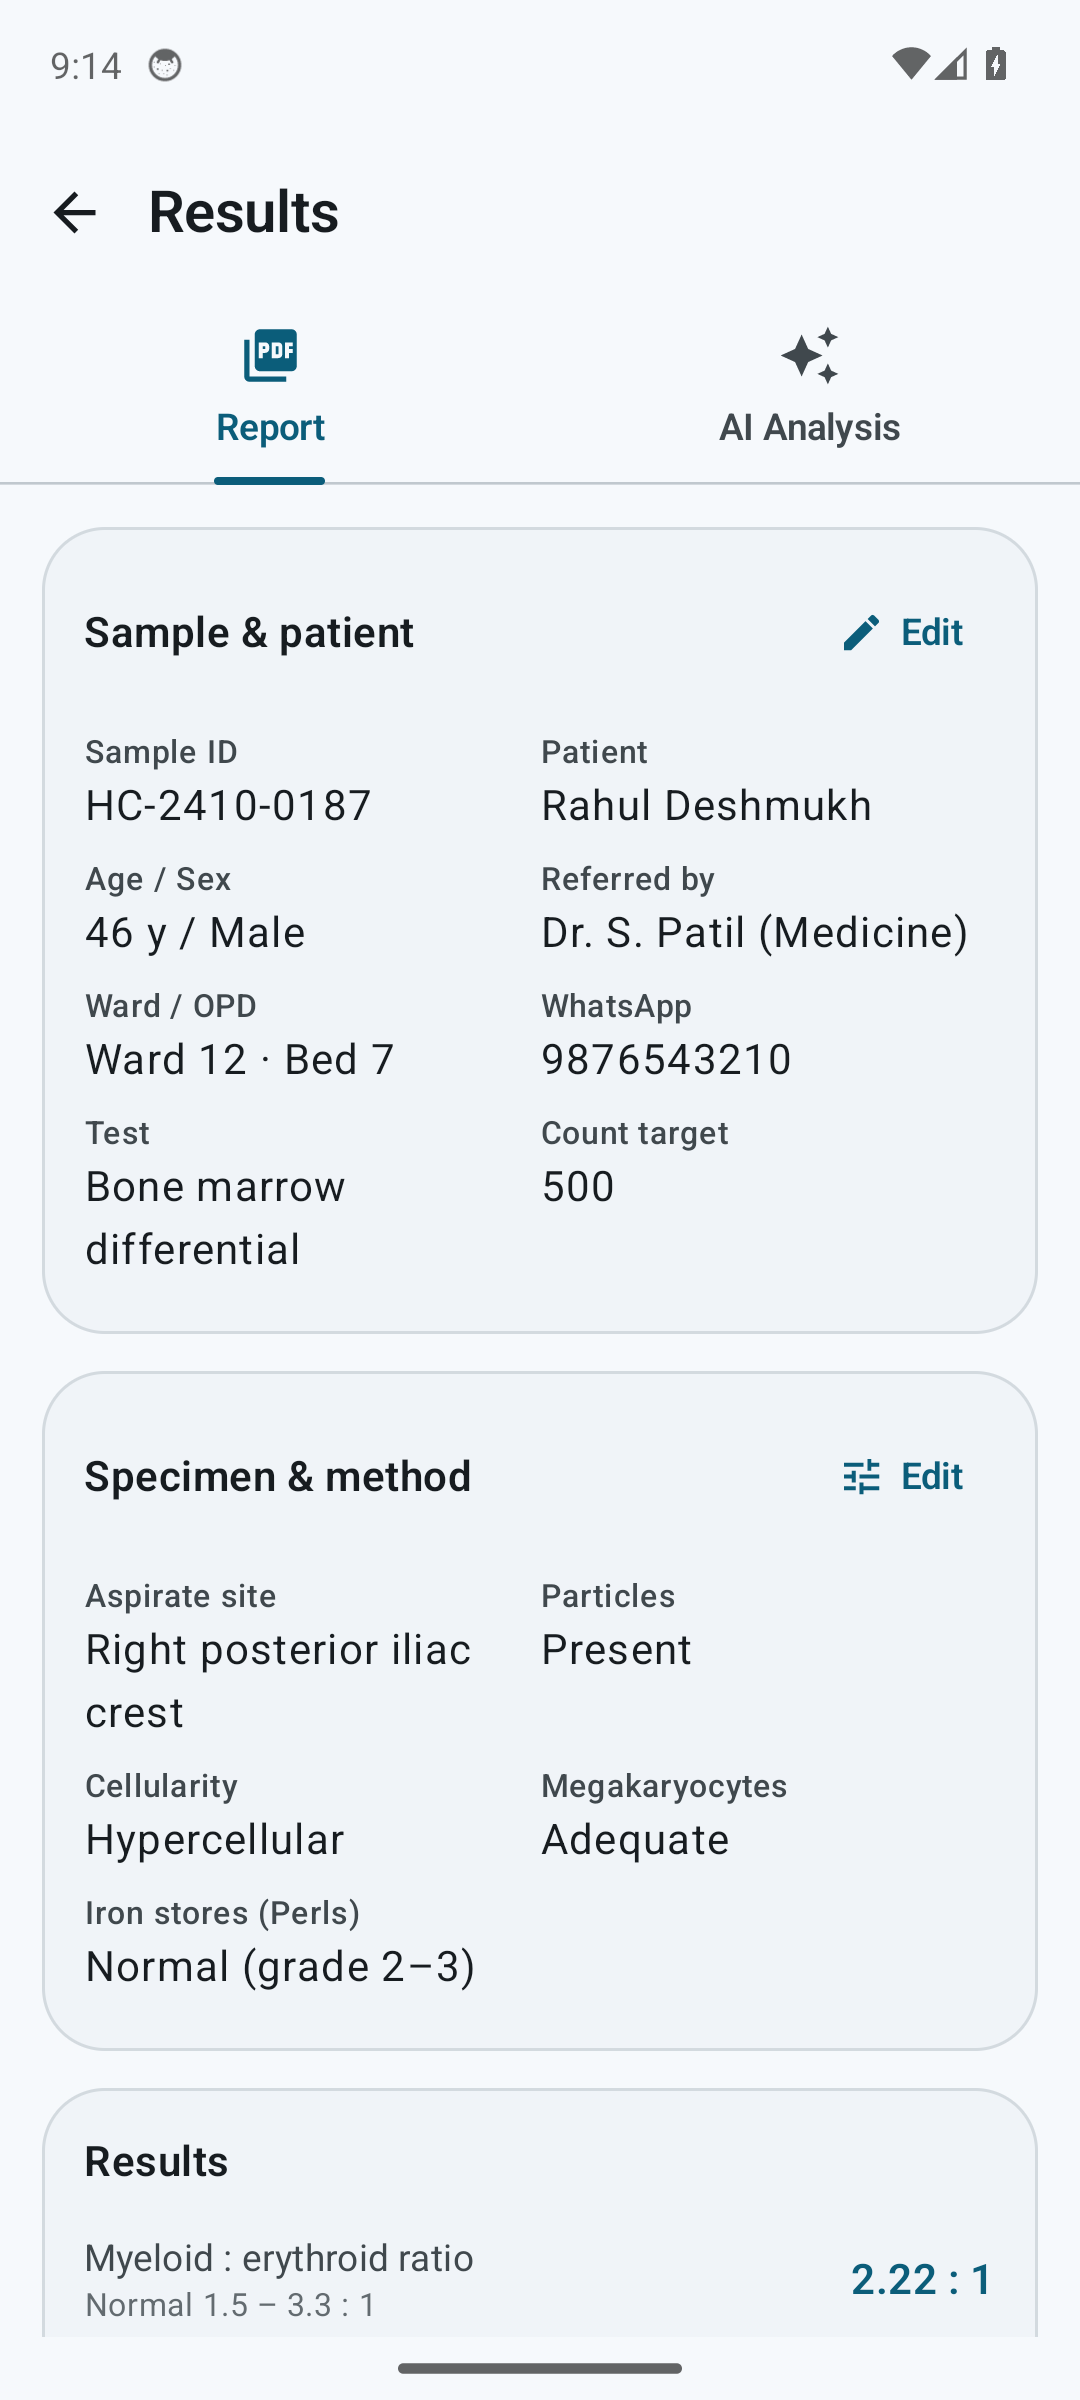 9:14
Results
PDF
Report
AI Analysis
Sample & patient
Edit
Sample ID
HC-2410-0187
Patient
Rahul Deshmukh
Age / Sex
46 y / Male
Referred by
Dr. S. Patil (Medicine)
Ward / OPD
Ward 12 · Bed 7
WhatsApp
9876543210
Test
Bone marrow
differential
Count target
500
Specimen & method
Edit
Aspirate site
Right posterior iliac
crest
Particles
Present
Cellularity
Hypercellular
Megakaryocytes
Adequate
Iron stores (Perls)
Normal (grade 2–3)
Results
Myeloid : erythroid ratio
Normal 1.5 – 3.3 : 1
2.22 : 1